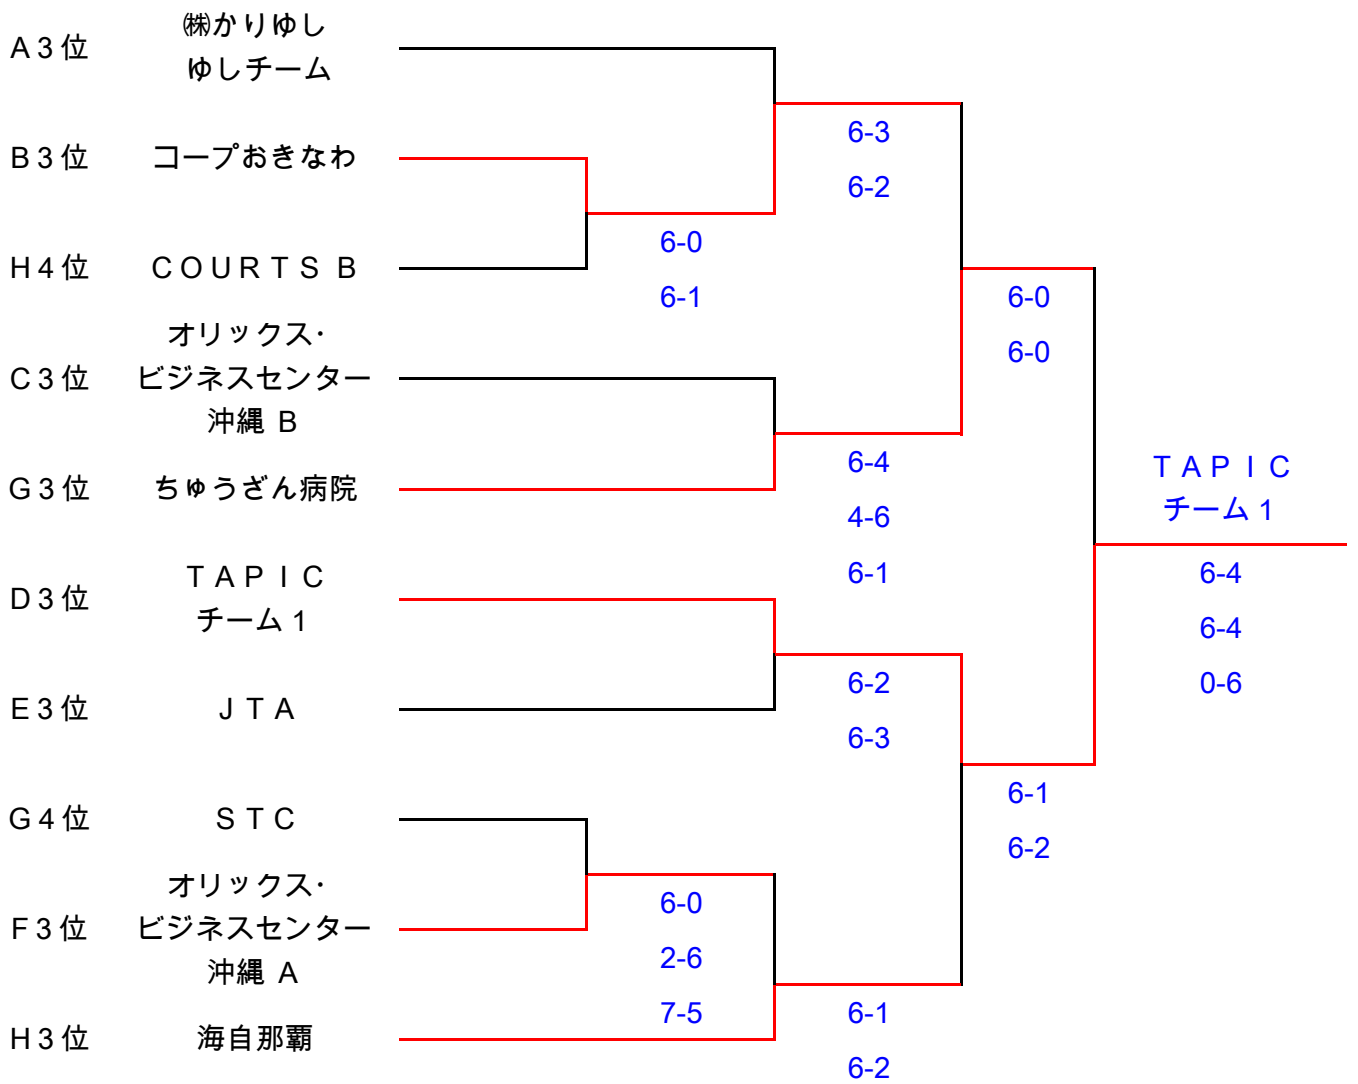 ㈱かりゆし
A3位
ゆしチーム
6-3
B3位 コープおきなわ
6-2
6-0
H4位 COURTS B
6-1
6-0
オリックス・
6-0
C3位 ビジネスセンター
沖縄 B
6-4
TAPIC
G3位 ちゅうざん病院
チーム1
4-6
TAPIC
6-1
6-4
D3位
チーム1
6-4
6-2
6-3
0-6
E3位 JTA
6-1
G4位 STC
6-2
オリックス・
6-0
F3位 ビジネスセンター
2-6
沖縄 A
7-5
6-1
H3位 海自那覇
6-2